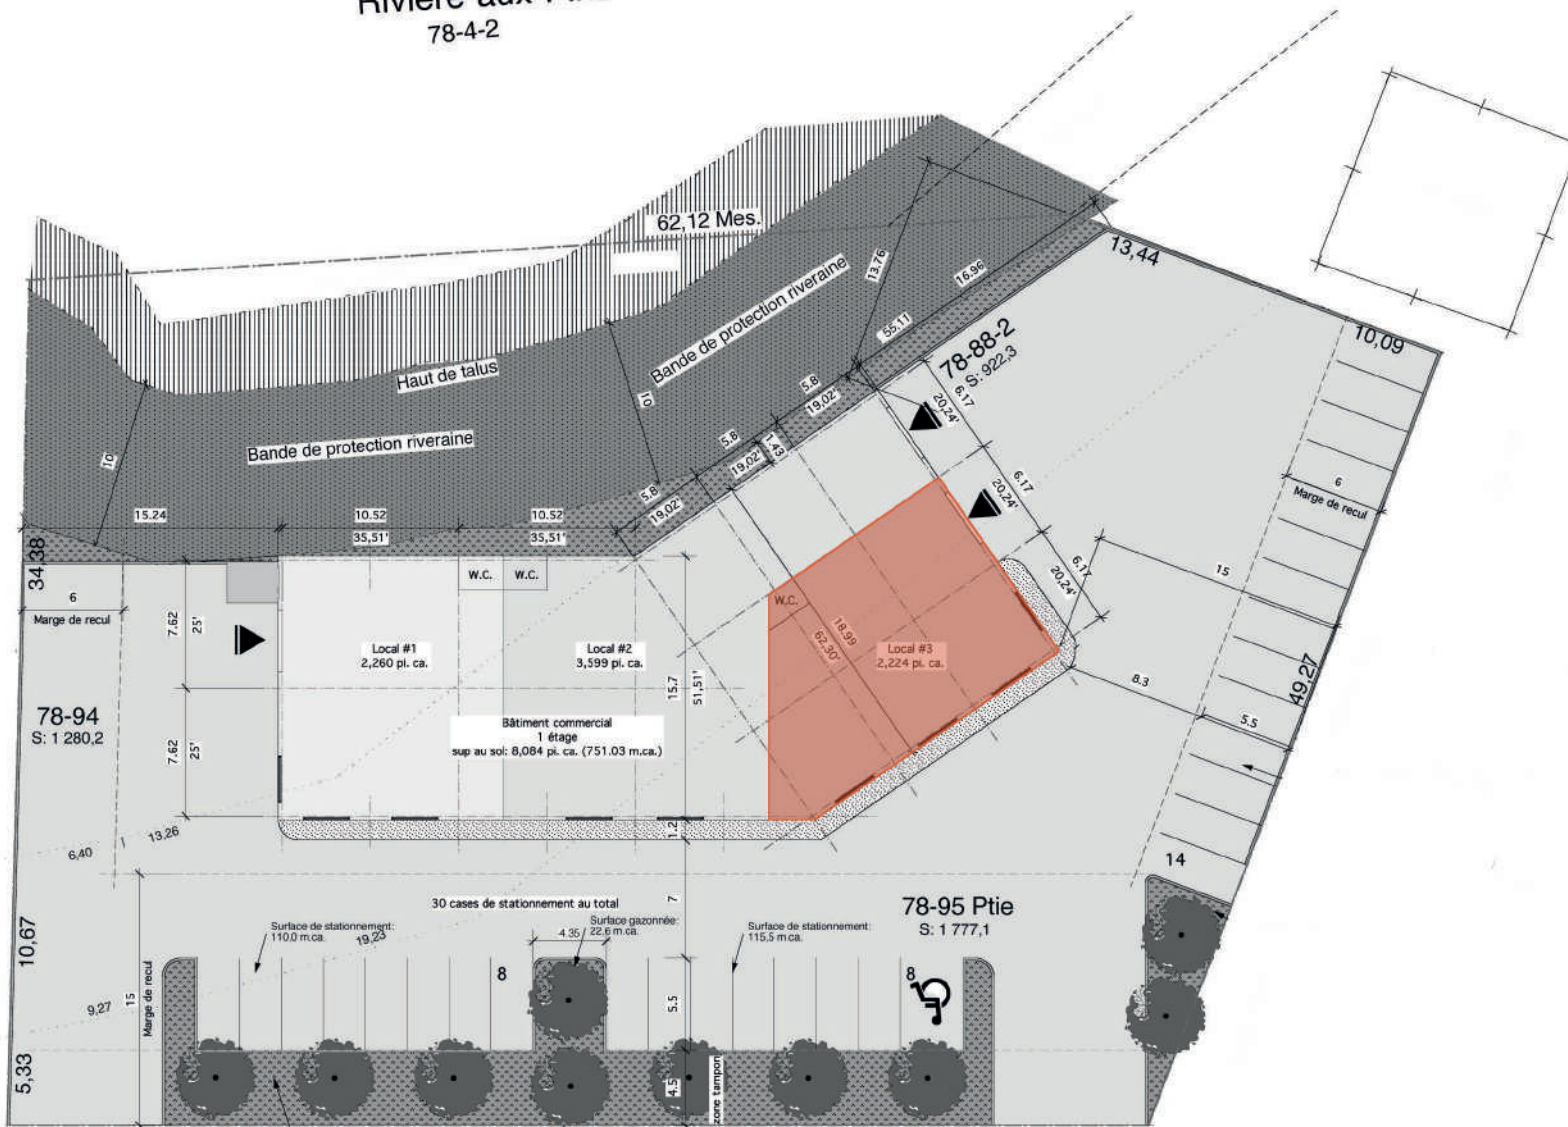 Rivière aux
78-4-2
62,12 Mes.
13.76
16.96
55.11
13,44
10,09
78-88-2
S: 922,3
Bande de protection riveraine
Haut de talus
Bande de protection riveraine
10
10
5.8
19,02'
5.8
19,02'
1.43
5.8
19,02'
6.17
20,24'
6.17
20,24'
6.17
20,24'
6
Marge de recul
15.24
10.52
35,51'
10.52
35,51'
34,38
6
Marge de recul
7.62
25'
7.62
25'
W.C.
W.C.
W.C.
Local #1
2,260 pi. ca.
Local #2
3,599 pi. ca.
Local #3
2,224 pi. ca.
18.99
62,30'
15.7
51,51'
15
8.3
5.5
49,27
78-94
S: 1 280,2
Bâtiment commercial
1 étage
sup au sol: 8,084 pi. ca. (751.03 m.ca.)
1.2
13,26
6,40
14
7
30 cases de stationnement au total
78-95 Ptie
S: 1 777,1
Surface de stationnement:
110,0 m.ca.
19,23
Surface gazonnée:
22,6 m.ca.
4.35
Surface de stationnement:
115,5 m.ca.
10,67
15
Marge de recul
9,27
8
8
5.5
5,33
4.5
zone tampon